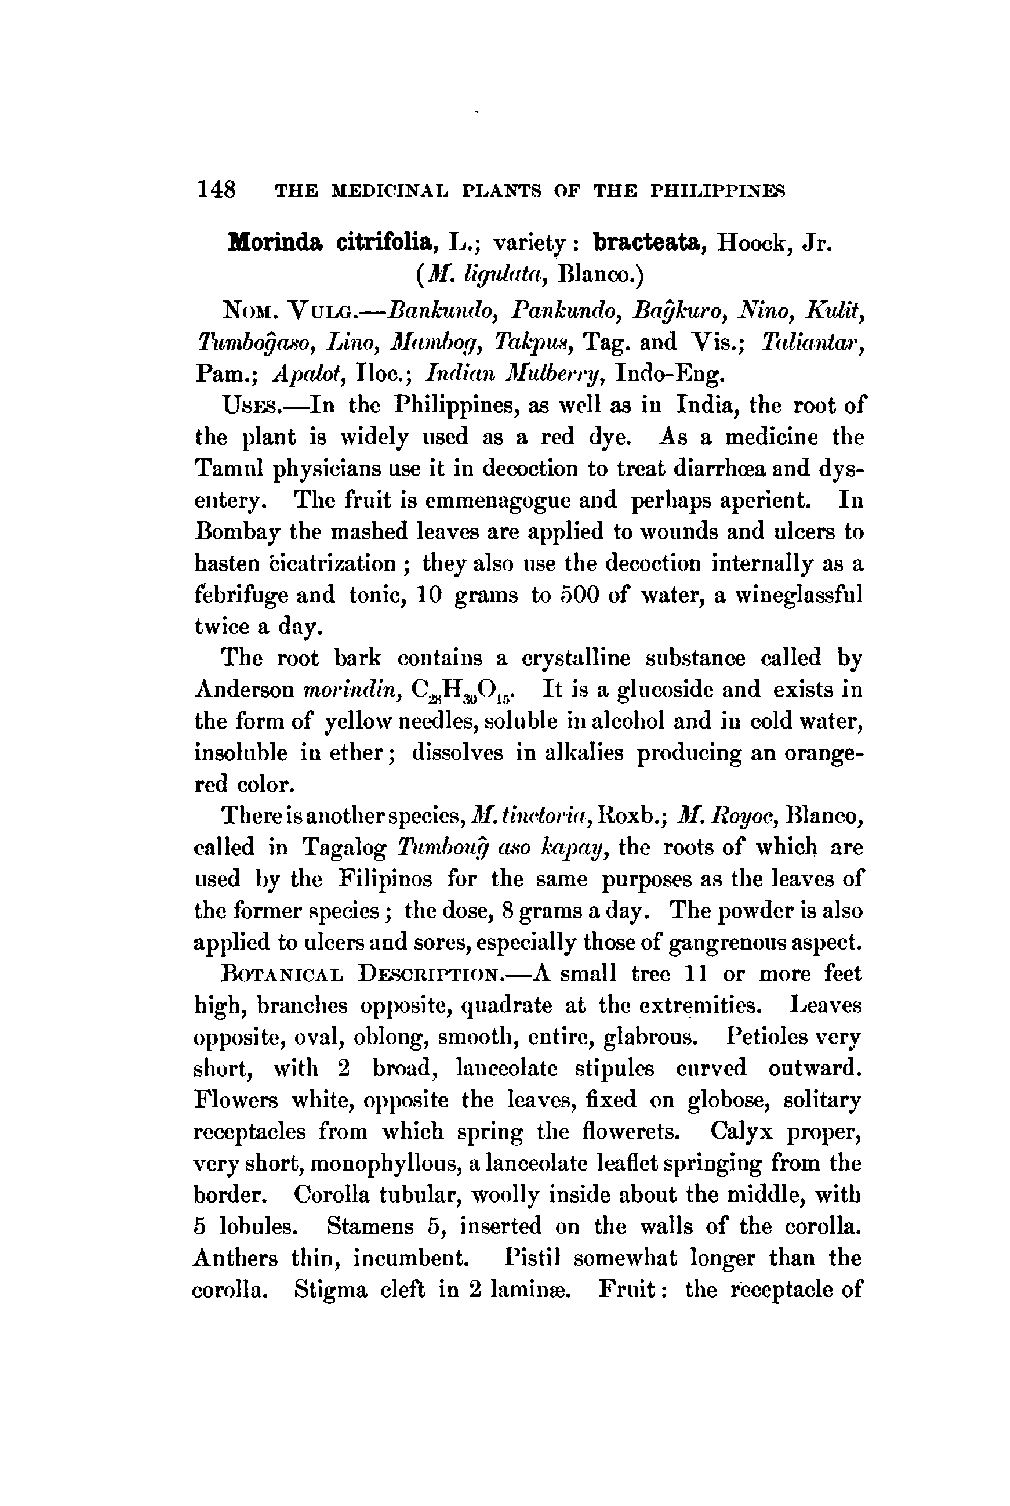 148 THE MEDICINAL PLANTS OF THE PHILIPPINES
Morinda citrifolia, L.; variety: bracteata, Hoock, Jr.
(M. ligulata, Blanco.)
Nom. Vulg.—Bankundo, Pankundo, Bag̃kuro, Nino, Kulit,
Tumbog̃aso, Lino, Mambog, Takpus, Tag. and Vis.; Taliantar,
Pam.; Apalot, Iloc.; Indian Mulberry, Indo-Eng.
Uses.—In the Philippines, as well as in India, the root of
the plant is widely used as a red dye. As a medicine the
Tamul physicians use it in decoction to treat diarrhœa and dys-
entery. The fruit is emmenagogue and perhaps aperient. In
Bombay the mashed leaves are applied to wounds and ulcers to
hasten cicatrization; they also use the decoction internally as a
febrifuge and tonic, 10 grams to 500 of water, a wineglassful
twice a day.
The root bark contains a crystalline substance called by
Anderson morindin, C₂₈H₃₀O₁₅. It is a glucoside and exists in
the form of yellow needles, soluble in alcohol and in cold water,
insoluble in ether; dissolves in alkalies producing an orange-
red color.
There is another species, M. tinctoria, Roxb.; M. Royoc, Blanco,
called in Tagalog Tumboug̃ aso kapay, the roots of which are
used by the Filipinos for the same purposes as the leaves of
the former species; the dose, 8 grams a day. The powder is also
applied to ulcers and sores, especially those of gangrenous aspect.
Botanical Description.—A small tree 11 or more feet
high, branches opposite, quadrate at the extremities. Leaves
opposite, oval, oblong, smooth, entire, glabrous. Petioles very
short, with 2 broad, lanceolate stipules curved outward.
Flowers white, opposite the leaves, fixed on globose, solitary
receptacles from which spring the flowerets. Calyx proper,
very short, monophyllous, a lanceolate leaflet springing from the
border. Corolla tubular, woolly inside about the middle, with
5 lobules. Stamens 5, inserted on the walls of the corolla.
Anthers thin, incumbent. Pistil somewhat longer than the
corolla. Stigma cleft in 2 laminæ. Fruit: the receptacle of